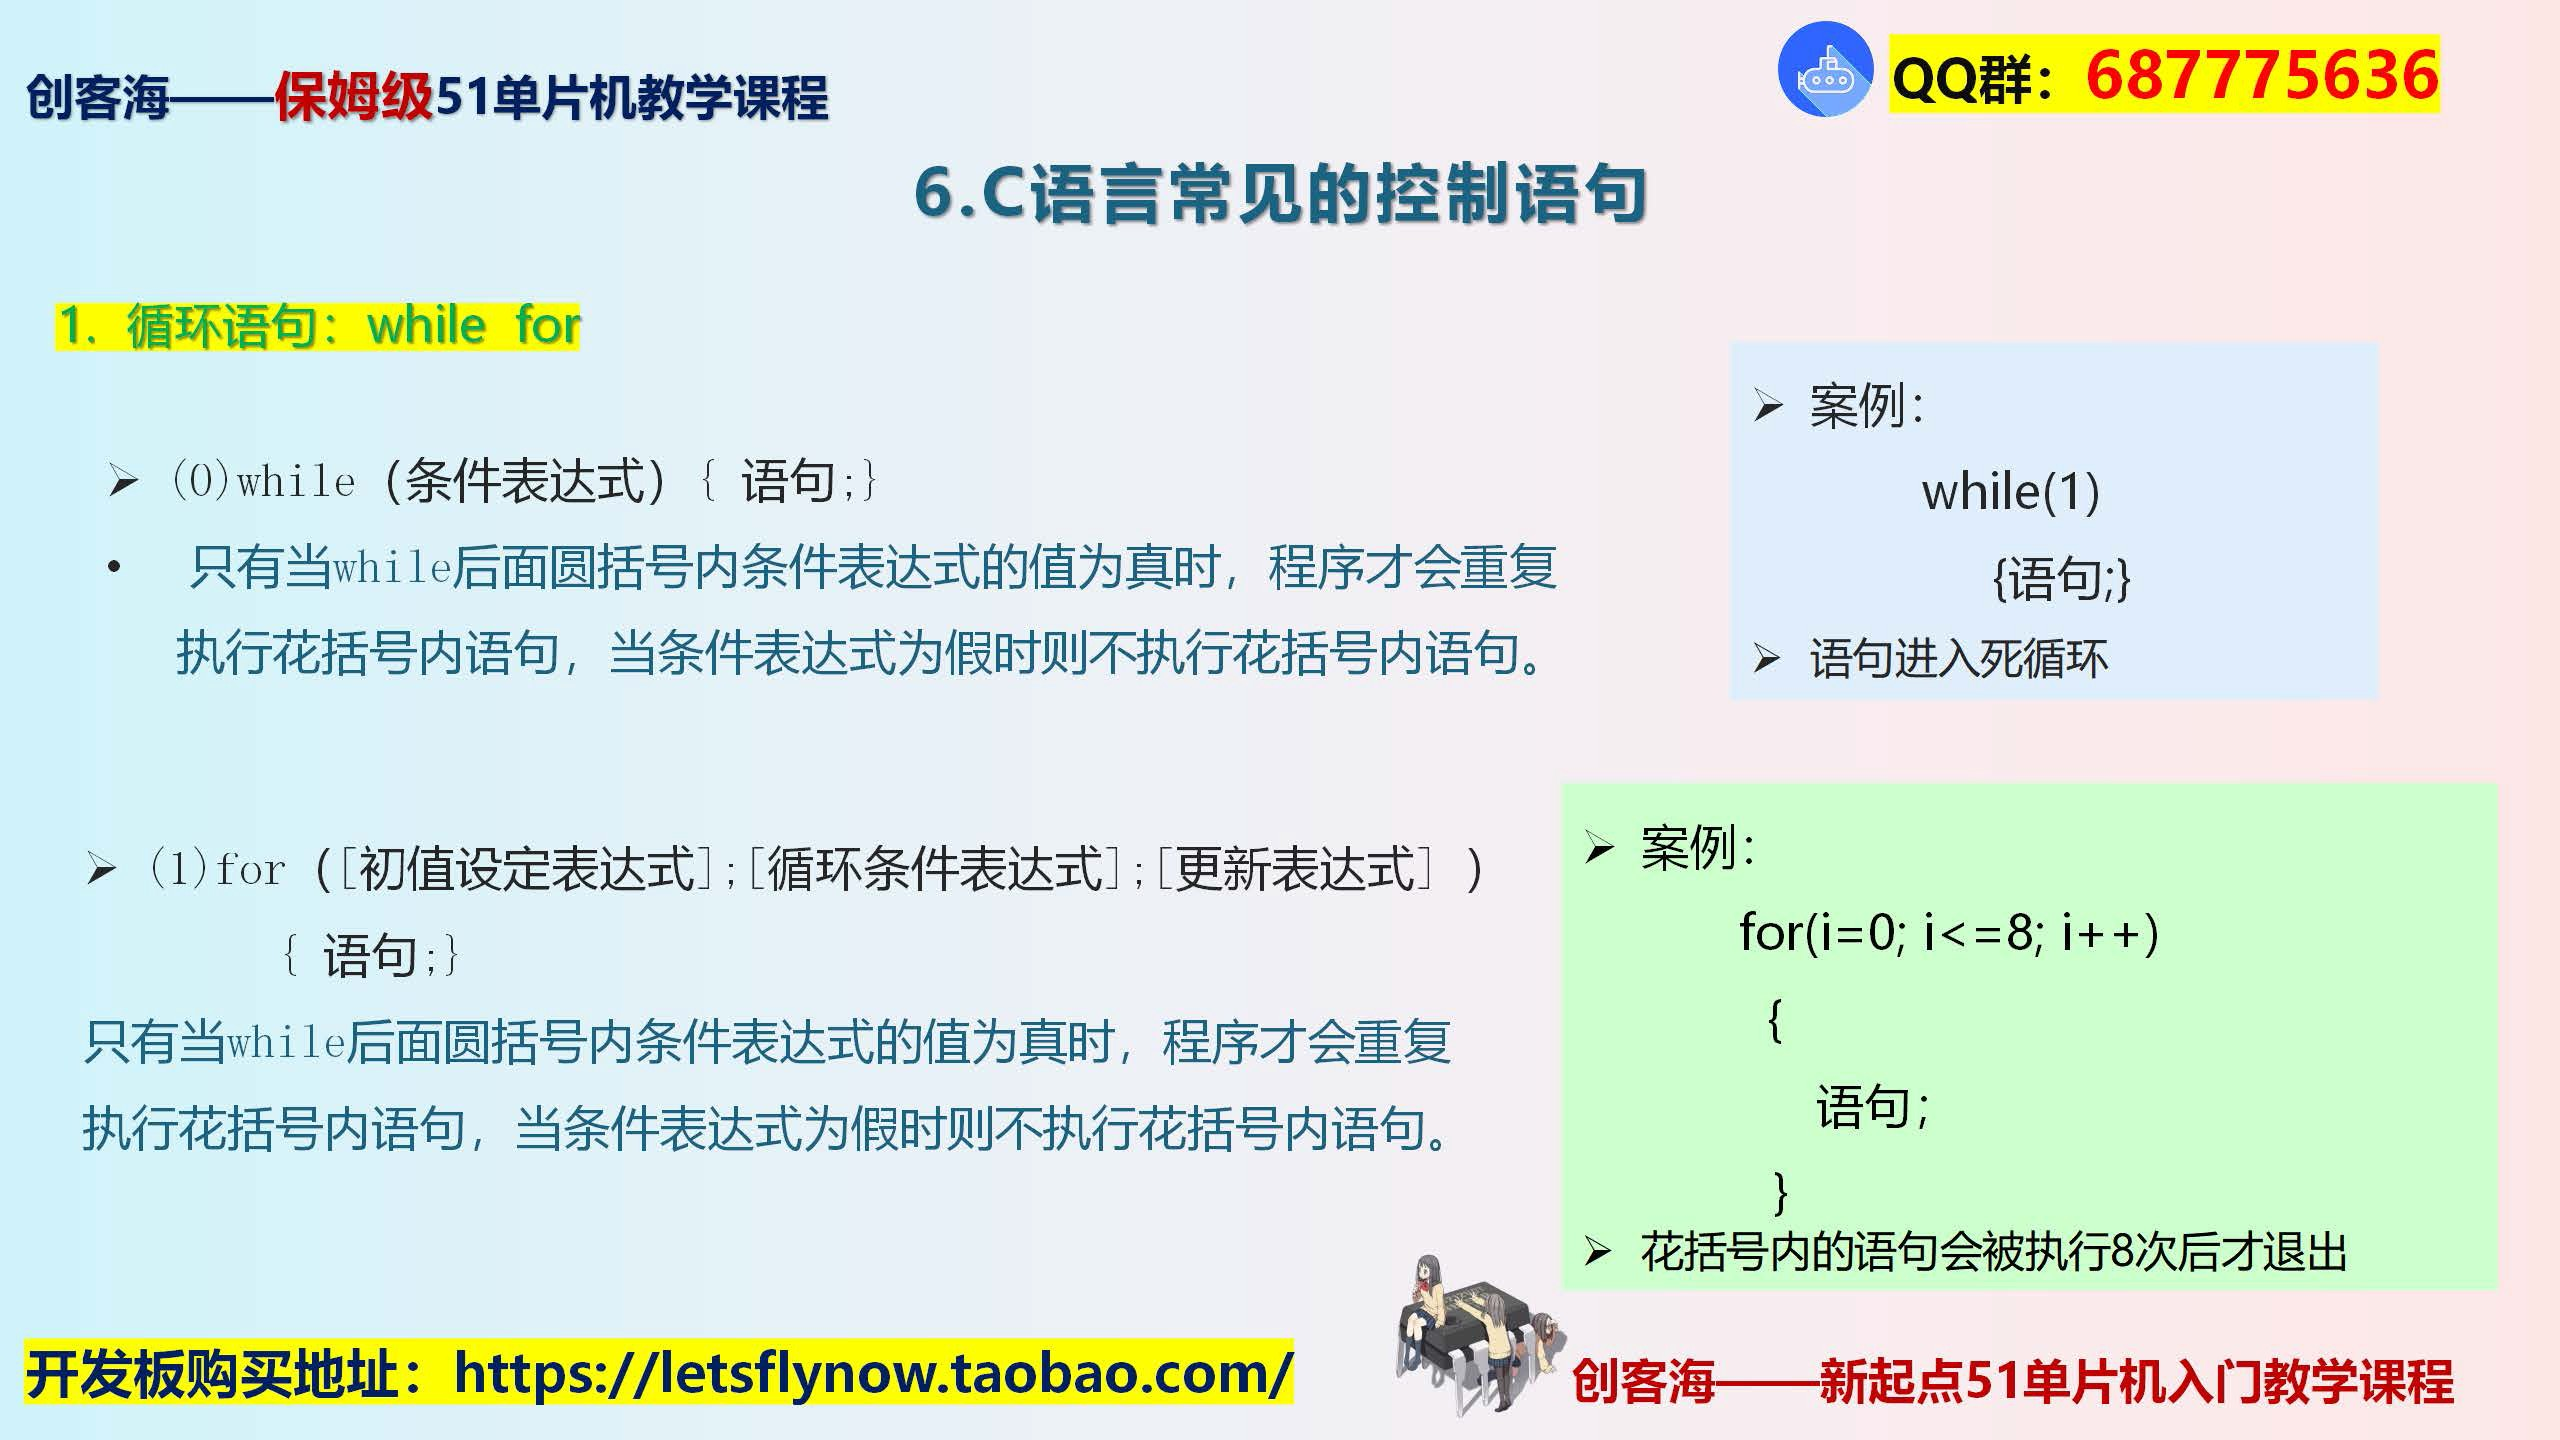 创客海——保姆级51单片机教学课程
QQ群：687775636
6.C语言常见的控制语句
1. 循环语句：while for
➢ (0)while（条件表达式）{ 语句;}
• 只有当while后面圆括号内条件表达式的值为真时，程序才会重复
执行花括号内语句，当条件表达式为假时则不执行花括号内语句。
➢ 案例：
while(1)
{语句;}
➢ 语句进入死循环
➢ (1)for（[初值设定表达式];[循环条件表达式];[更新表达式] ）
{ 语句;}
只有当while后面圆括号内条件表达式的值为真时，程序才会重复
执行花括号内语句，当条件表达式为假时则不执行花括号内语句。
➢ 案例：
for(i=0; i<=8; i++)
{
语句；
}
➢ 花括号内的语句会被执行8次后才退出
开发板购买地址：https://letsflynow.taobao.com/
创客海——新起点51单片机入门教学课程